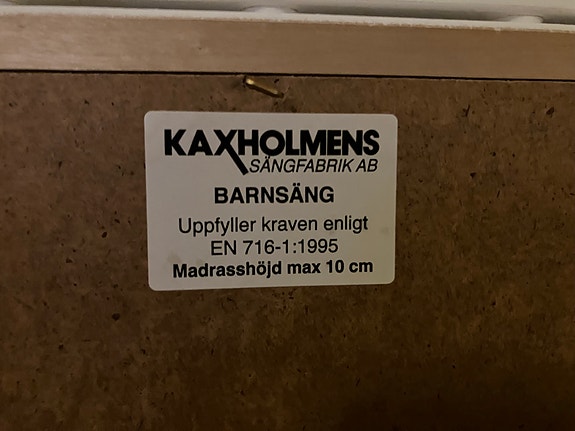 KAXHOLMENS
SÄNGFABRIK AB
BARNSÄNG
Uppfyller kraven enligt
EN 716-1:1995
Madrasshöjd max 10 cm